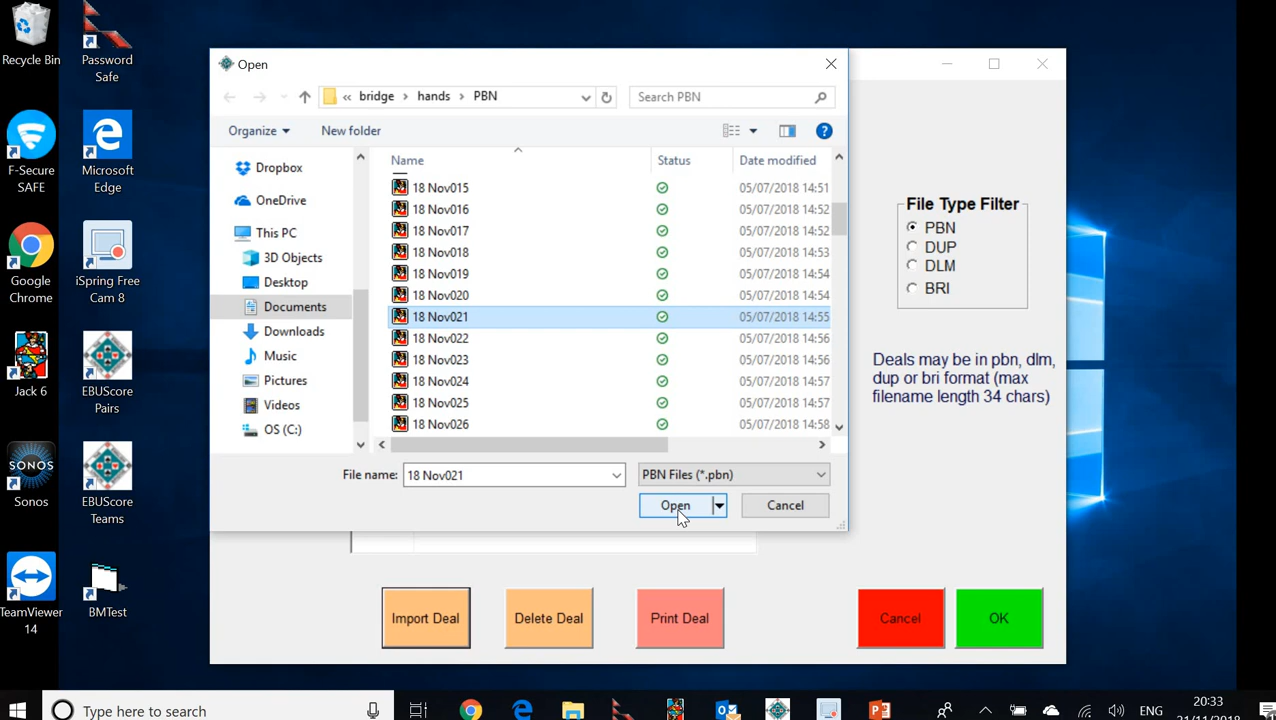 Recycle Bin
Password
Safe
F-Secure
SAFE
Microsoft
Edge
Google
Chrome
iSpring Free
Cam 8
Jack 6
EBUScore
Pairs
SONOS
Sonos
EBUScore
Teams
TeamViewer
14
BMTest
Open
« bridge › hands › PBN
Search PBN
Organize
New folder
Dropbox
OneDrive
This PC
3D Objects
Desktop
Documents
Downloads
Music
Pictures
Videos
OS (C:)
Name Status Date modified
18 Nov015 05/07/2018 14:51
18 Nov016 05/07/2018 14:52
18 Nov017 05/07/2018 14:52
18 Nov018 05/07/2018 14:53
18 Nov019 05/07/2018 14:54
18 Nov020 05/07/2018 14:54
18 Nov021 05/07/2018 14:55
18 Nov022 05/07/2018 14:56
18 Nov023 05/07/2018 14:56
18 Nov024 05/07/2018 14:57
18 Nov025 05/07/2018 14:57
18 Nov026 05/07/2018 14:58
File name: 18 Nov021 PBN Files (*.pbn)
Open Cancel
File Type Filter
PBN
DUP
DLM
BRI
Deals may be in pbn, dlm,
dup or bri format (max
filename length 34 chars)
Import Deal Delete Deal Print Deal Cancel OK
Type here to search
ENG
20:33
21/11/2018